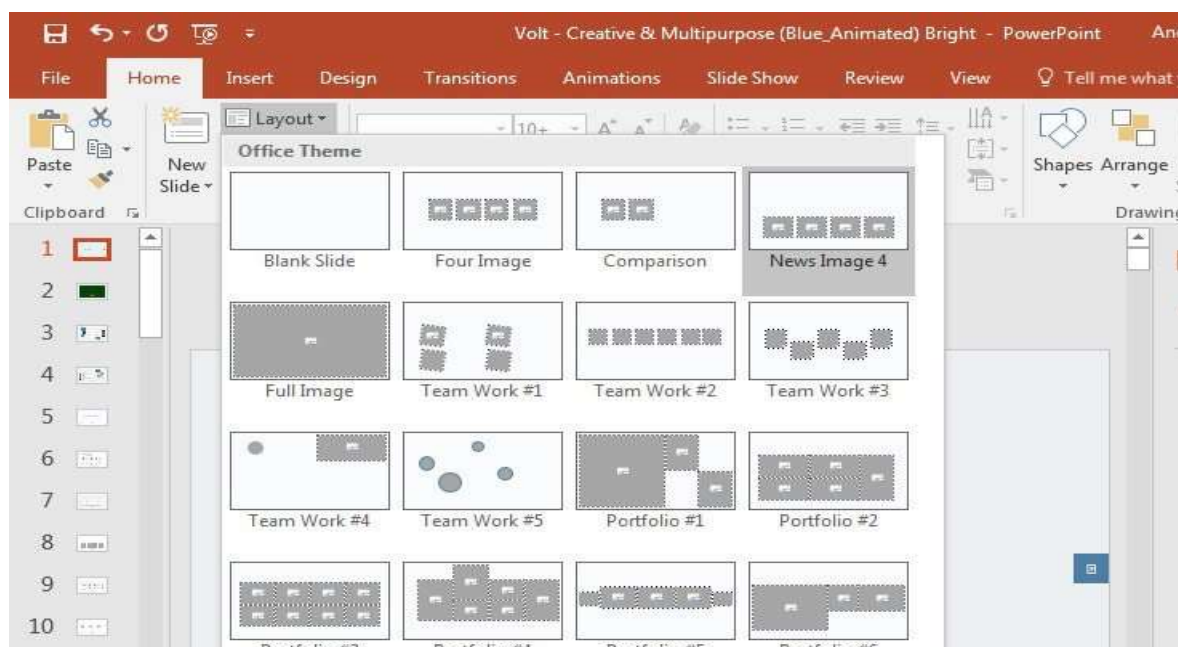 Volt - Creative & Multipurpose (Blue_Animated) Bright - PowerPoint
File Home Insert Design Transitions Animations Slide Show Review View Tell me what
Layout
10+
Paste
New Slide
Shapes Arrange
Clipboard
Office Theme
Blank Slide Four Image Comparison News Image 4
Full Image Team Work #1 Team Work #2 Team Work #3
Team Work #4 Team Work #5 Portfolio #1 Portfolio #2
1
2
3
4
5
6
7
8
9
10